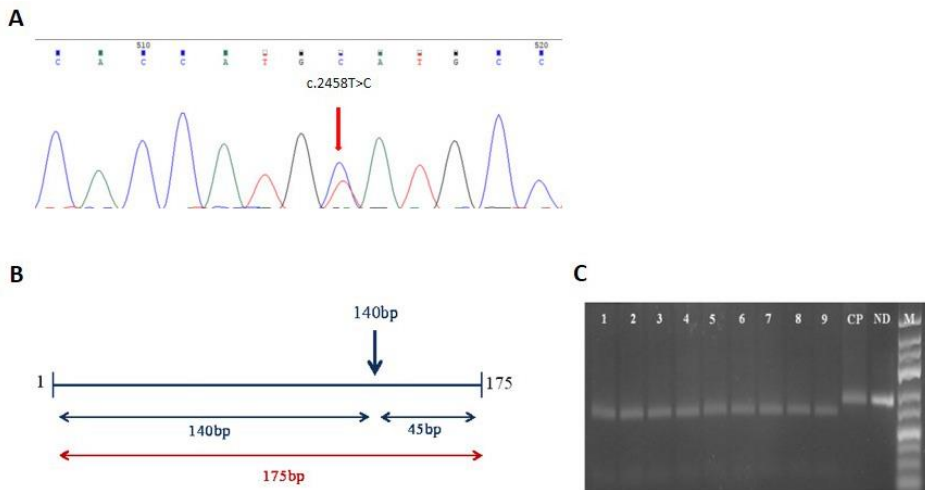 A
510 520
C A C C A T G C A T G C C
c.2458T>C
B
140bp
1 175
140bp 45bp
175bp
C
1 2 3 4 5 6 7 8 9 CP ND M